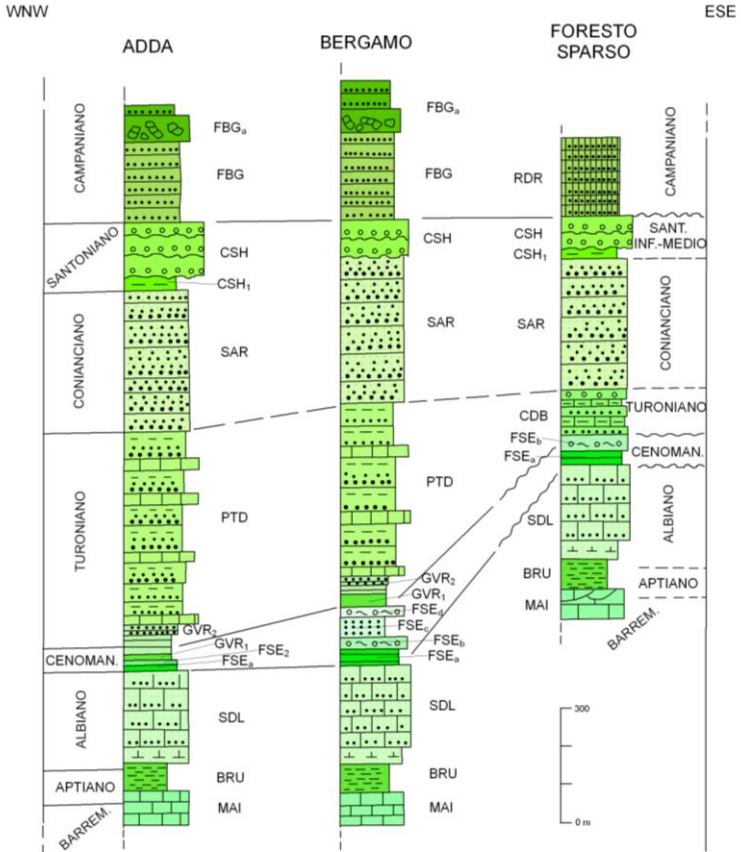 WNW
ESE
ADDA
BERGAMO
FORESTO
SPARSO
CAMPANIANO
SANTONIANO
CONIANCIANO
TURONIANO
CENOMAN.
ALBIANO
APTIANO
BARREM.
FBGa
FBG
CSH
CSH1
SAR
PTD
GVR2
GVR1
FSE2
FSEa
SDL
BRU
MAI
FBGa
FBG
CSH
SAR
PTD
GVR2
GVR1
FSEd
FSEc
FSEb
FSEa
SDL
BRU
MAI
RDR
CSH
CSH1
SAR
CDB
FSEb
FSEa
SDL
BRU
MAI
CAMPANIANO
SANT.
INF.-MEDIO
CONIANCIANO
TURONIANO
CENOMAN.
ALBIANO
APTIANO
BARREM.
300
0 m